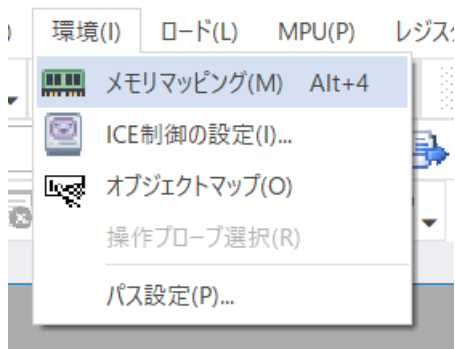 環境(I) ロード(L) MPU(P) レジス
メモリマッピング(M) Alt+4
ICE制御の設定(I)...
オブジェクトマップ(O)
操作プローブ選択(R)
パス設定(P)...